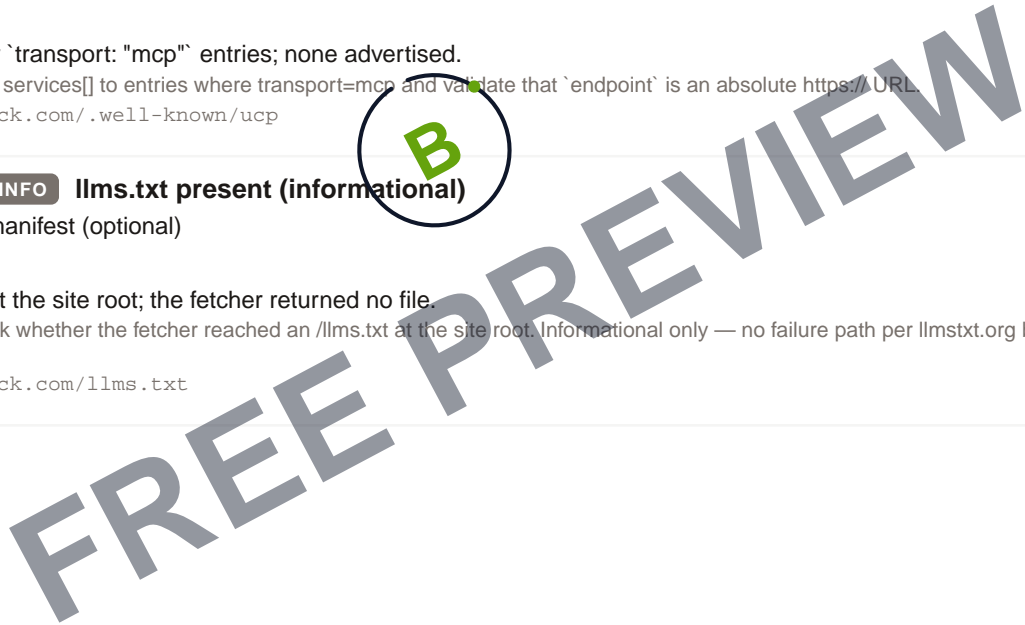 `transport: "mcp"` entries; none advertised.
services[] to entries where transport=mcp and validate that `endpoint` is an absolute https:// URL.
ck.com/.well-known/ucp
B
INFO llms.txt present (informational)
manifest (optional)
t the site root; the fetcher returned no file.
k whether the fetcher reached an /llms.txt at the site root. Informational only — no failure path per llmstxt.org
ck.com/llms.txt
FREE PREVIEW